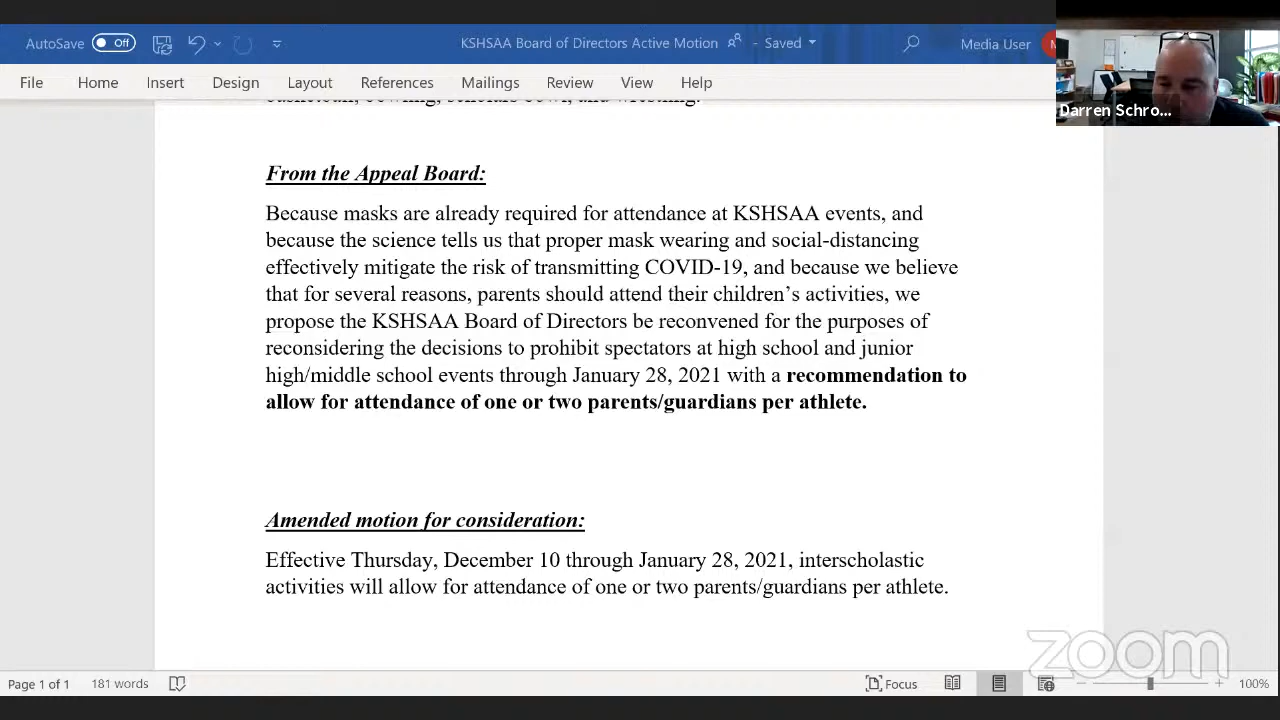 AutoSave Off KSHSAA Board of Directors Active Motion - Saved Media User
File Home Insert Design Layout References Mailings Review View Help
Darren Schro...
basketball, bowling, scholars bowl, and wrestling.
From the Appeal Board:
Because masks are already required for attendance at KSHSAA events, and
because the science tells us that proper mask wearing and social-distancing
effectively mitigate the risk of transmitting COVID-19, and because we believe
that for several reasons, parents should attend their children’s activities, we
propose the KSHSAA Board of Directors be reconvened for the purposes of
reconsidering the decisions to prohibit spectators at high school and junior
high/middle school events through January 28, 2021 with a recommendation to
allow for attendance of one or two parents/guardians per athlete.
Amended motion for consideration:
Effective Thursday, December 10 through January 28, 2021, interscholastic
activities will allow for attendance of one or two parents/guardians per athlete.
zoom
Page 1 of 1 181 words Focus 100%